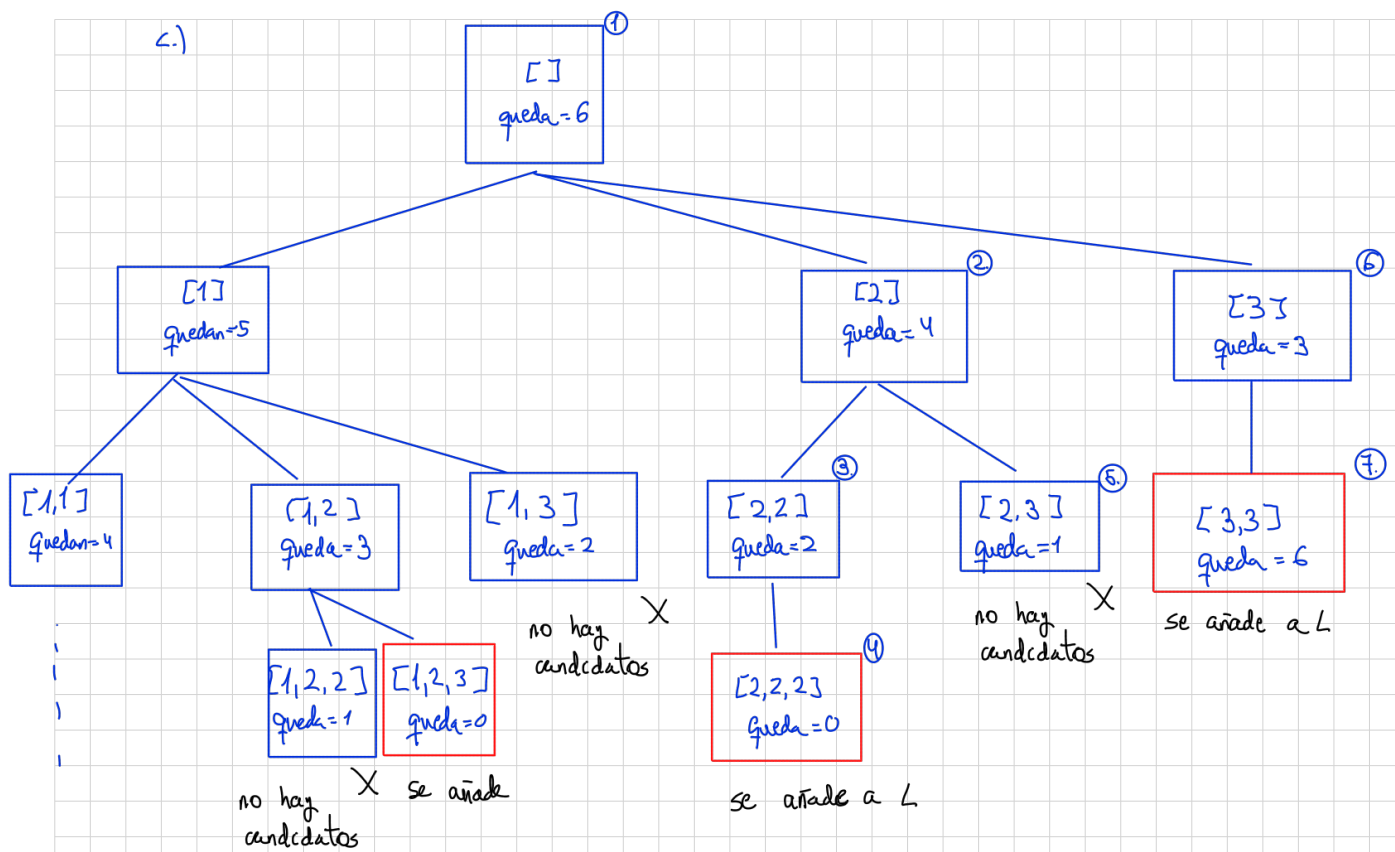 c.)
①
[ ]
queda=6
[1]
quedan=5
②
[2]
queda=4
⑥
[3]
queda=3
[1,1]
quedan=4
[1,2]
queda=3
[1,3]
queda=2
no hay X
candidatos
③
[2,2]
queda=2
⑤
[2,3]
queda=1
no hay X
candidatos
⑦
[3,3]
queda=6
se añade a L
[1,2,2]
queda=1
no hay X
candidatos
[1,2,3]
queda=0
se añade
④
[2,2,2]
queda=0
se añade a L